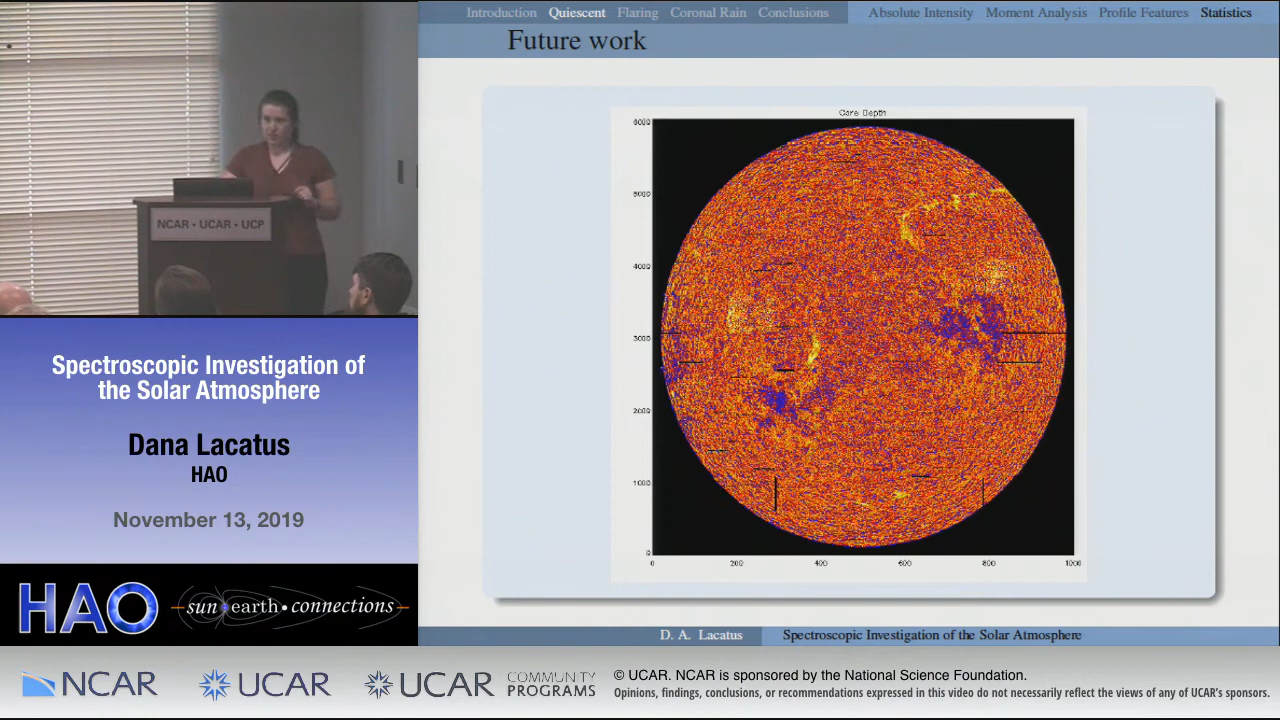 Introduction Quiescent Flaring Coronal Rain Conclusions Absolute Intensity Moment Analysis Profile Features Statistics
Future work
Core Depth
6000
5000
4000
3000
2000
1000
0
0 200 400 600 800 1000
NCAR - UCAR - UCP
Spectroscopic Investigation of
the Solar Atmosphere
Dana Lacatus
HAO
November 13, 2019
HAO sun earth connections
D. A. Lacatus Spectroscopic Investigation of the Solar Atmosphere
NCAR UCAR UCAR COMMUNITY PROGRAMS
© UCAR. NCAR is sponsored by the National Science Foundation.
Opinions, findings, conclusions, or recommendations expressed in this video do not necessarily reflect the views of any of UCAR's sponsors.